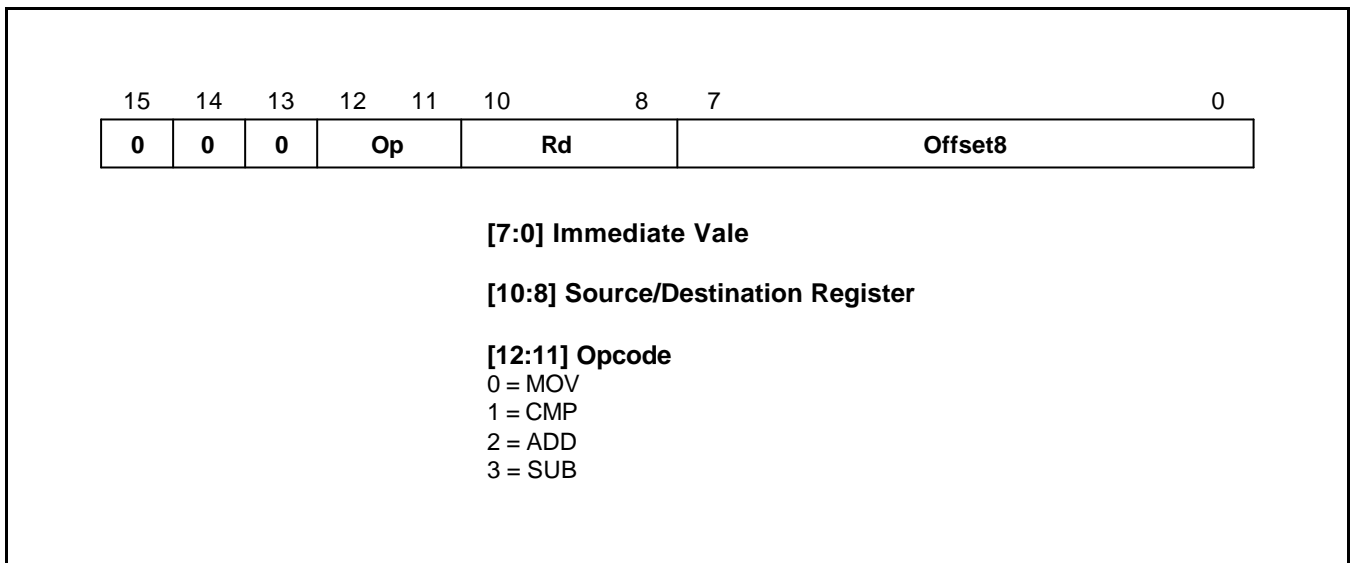 15 14 13 12 11 10 8 7 0
0 0 0 Op Rd Offset8
[7:0] Immediate Vale
[10:8] Source/Destination Register
[12:11] Opcode
0 = MOV
1 = CMP
2 = ADD
3 = SUB